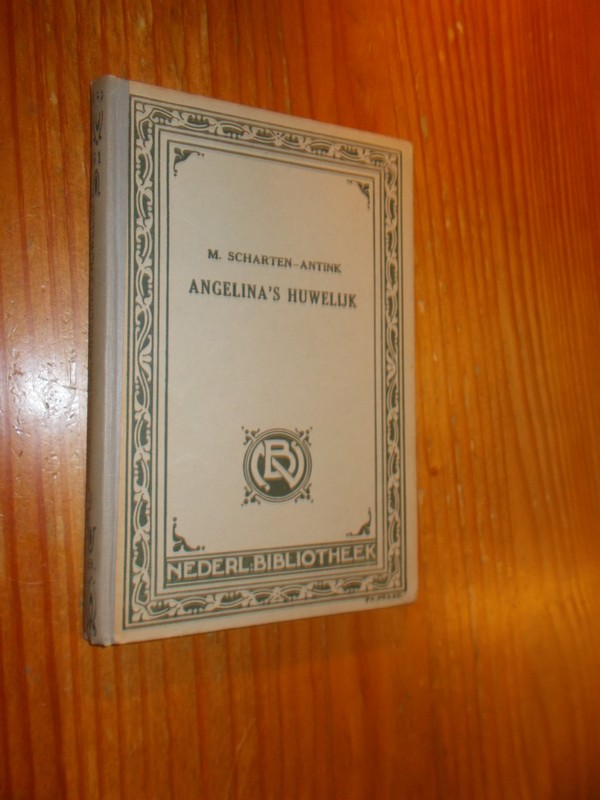 M. SCHARTEN-ANTINK
ANGELINA'S HUWELIJK
NB
NEDERL. BIBLIOTHEEK